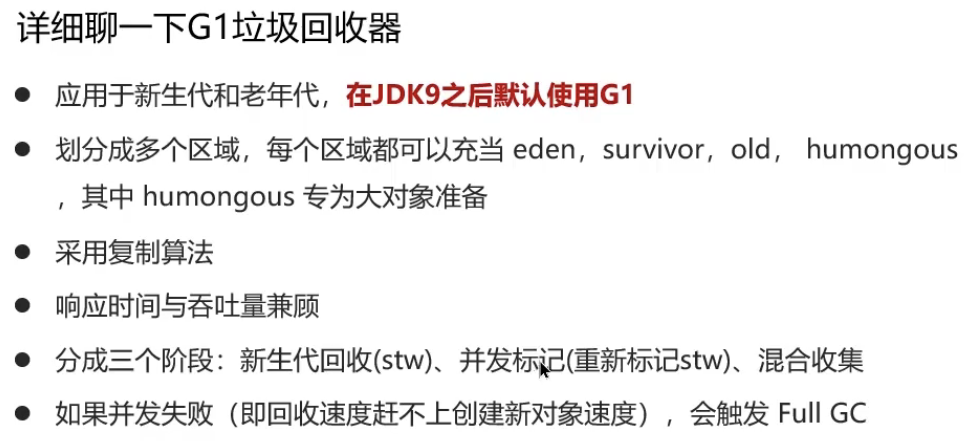 详细聊一下G1垃圾回收器
● 应用于新生代和老年代，在JDK9之后默认使用G1
● 划分成多个区域，每个区域都可以充当 eden，survivor，old， humongous
，其中 humongous 专为大对象准备
● 采用复制算法
● 响应时间与吞吐量兼顾
● 分成三个阶段：新生代回收(stw)、并发标记(重新标记stw)、混合收集
● 如果并发失败（即回收速度赶不上创建新对象速度），会触发 Full GC